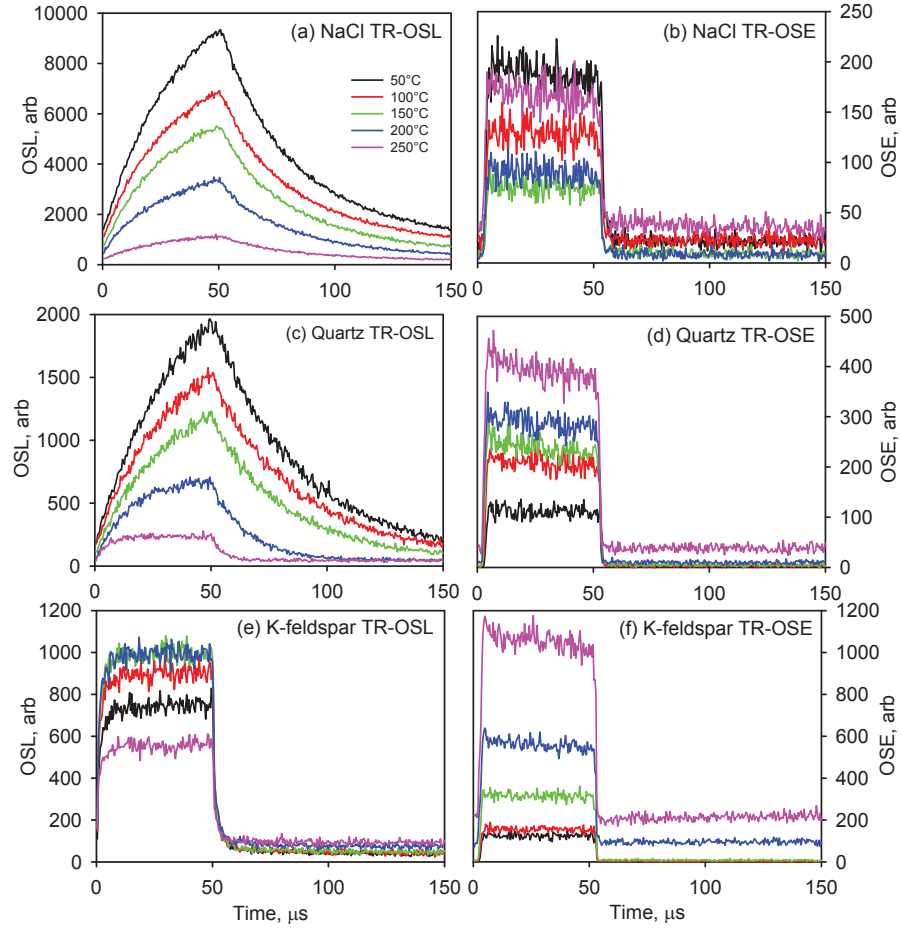 (a) NaCl TR-OSL
10000
8000
6000
4000
2000
0
OSL, arb
50°C
100°C
150°C
200°C
250°C
0 50 100 150
(b) NaCl TR-OSE
250
200
150
100
50
0
OSE, arb
0 50 100 150
(c) Quartz TR-OSL
2000
1500
1000
500
0
OSL, arb
0 50 100 150
(d) Quartz TR-OSE
500
400
300
200
100
0
OSE, arb
0 50 100 150
(e) K-feldspar TR-OSL
1200
1000
800
600
400
200
0
OSL, arb
0 50 100 150
Time, μs
(f) K-feldspar TR-OSE
1200
1000
800
600
400
200
0
OSE, arb
0 50 100 150
Time, μs